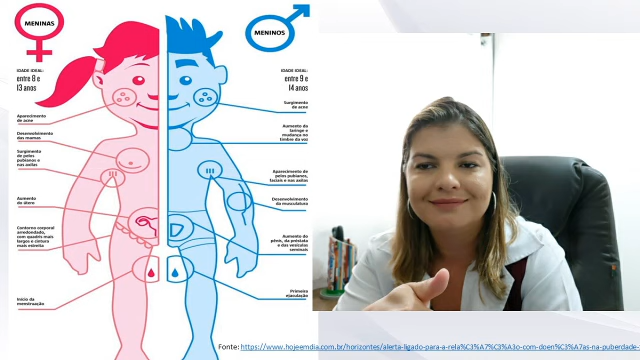 MENINAS
MENINOS
IDADE IDEAL:
entre 8 e
13 anos
IDADE IDEAL:
entre 9 e
14 anos
Aparecimento
de acne
Desenvolvimento
das mamas
Surgimento
de pelos
pubianos e
nas axilas
Aumento
do útero
Contorno corporal
arredondado,
com quadris mais
largos e cintura
mais estreita
Início da
menstruação
Surgimento
de acne
Aumento da
laringe e
mudança no
timbre da voz
Aparecimento de
pelos pubianos,
faciais e nas axilas
Desenvolvimento
da musculatura
Aumento do
pênis, da próstata
e das vesículas
seminais
Primeira
ejaculação
Fonte: https://www.hojeemdia.com.br/horizontes/alerta-ligado-para-a-rela%C3%A7%C3%A3o-com-doen%C3%A7as-na-puberdade-